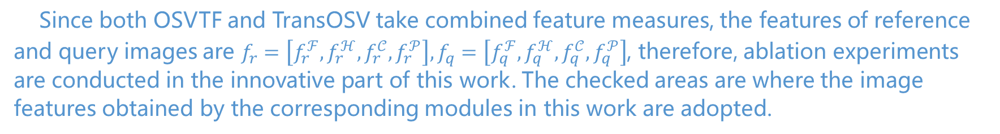 Since both OSVTF and TransOSV take combined feature measures, the features of reference
and query images are $f_r = [f_r^{\mathcal{F}}, f_r^{\mathcal{H}}, f_r^{\mathcal{C}}, f_r^{\mathcal{P}}], f_q = [f_q^{\mathcal{F}}, f_q^{\mathcal{H}}, f_q^{\mathcal{C}}, f_q^{\mathcal{P}}]$, therefore, ablation experiments
are conducted in the innovative part of this work. The checked areas are where the image
features obtained by the corresponding modules in this work are adopted.